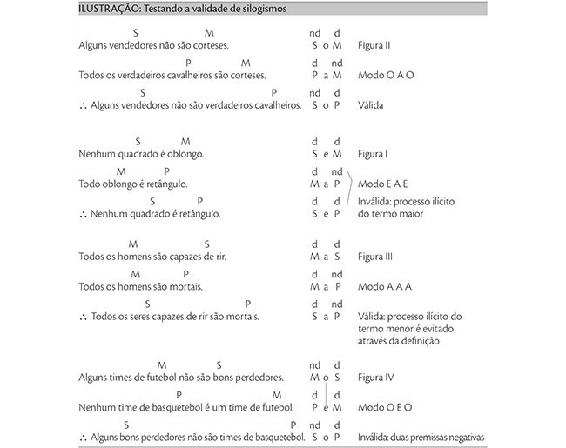 ILUSTRAÇÃO: Testando a validade de silogismos
S M nd d
Alguns vendedores não são corteses. S o M Figura II
P M d nd
Todos os verdadeiros cavalheiros são corteses. P a M Modo O A O
S P nd d
∴ Alguns vendedores não são verdadeiros cavalheiros. S o P Válida
S M d d
Nenhum quadrado é oblongo. S e M Figura I
M P d nd
Todo oblongo é retângulo. M a P Modo E A E
S P d d Inválida: processo ilícito
∴ Nenhum quadrado é retângulo. S e P do termo maior
M S d d
Todos os homens são capazes de rir. M a S Figura III
M P d nd
Todos os homens são mortais. M a P Modo A A A
S P d nd
∴ Todos os seres capazes de rir são mortais. S a P Válida: processo ilícito do
termo menor é evitado
através da definição
M S nd d
Alguns times de futebol não são bons perdedores. M o S Figura IV
P M d d
Nenhum time de basquetebol é um time de futebol. P e M Modo O E O
S P nd d
∴ Alguns bons perdedores não são times de basquetebol. S o P Inválida: duas premissas negativas